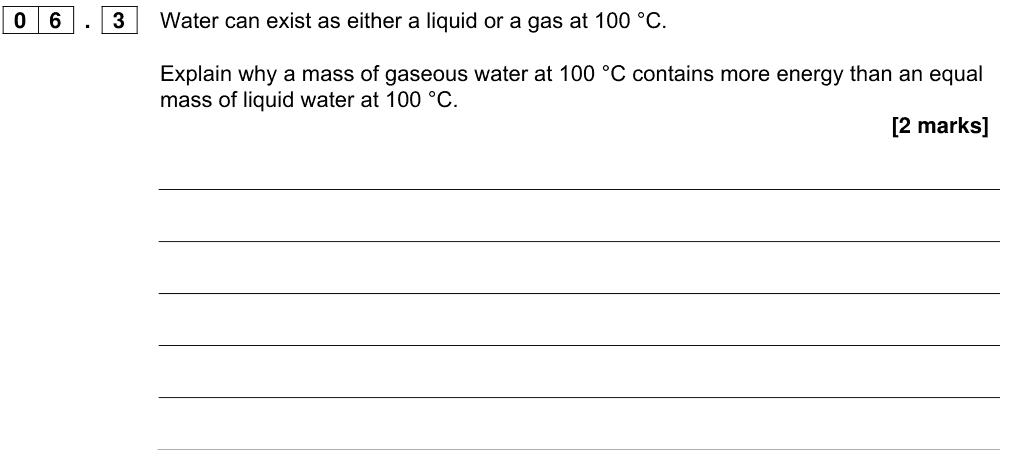 0 6 . 3 Water can exist as either a liquid or a gas at 100 °C.
Explain why a mass of gaseous water at 100 °C contains more energy than an equal
mass of liquid water at 100 °C.
[2 marks]